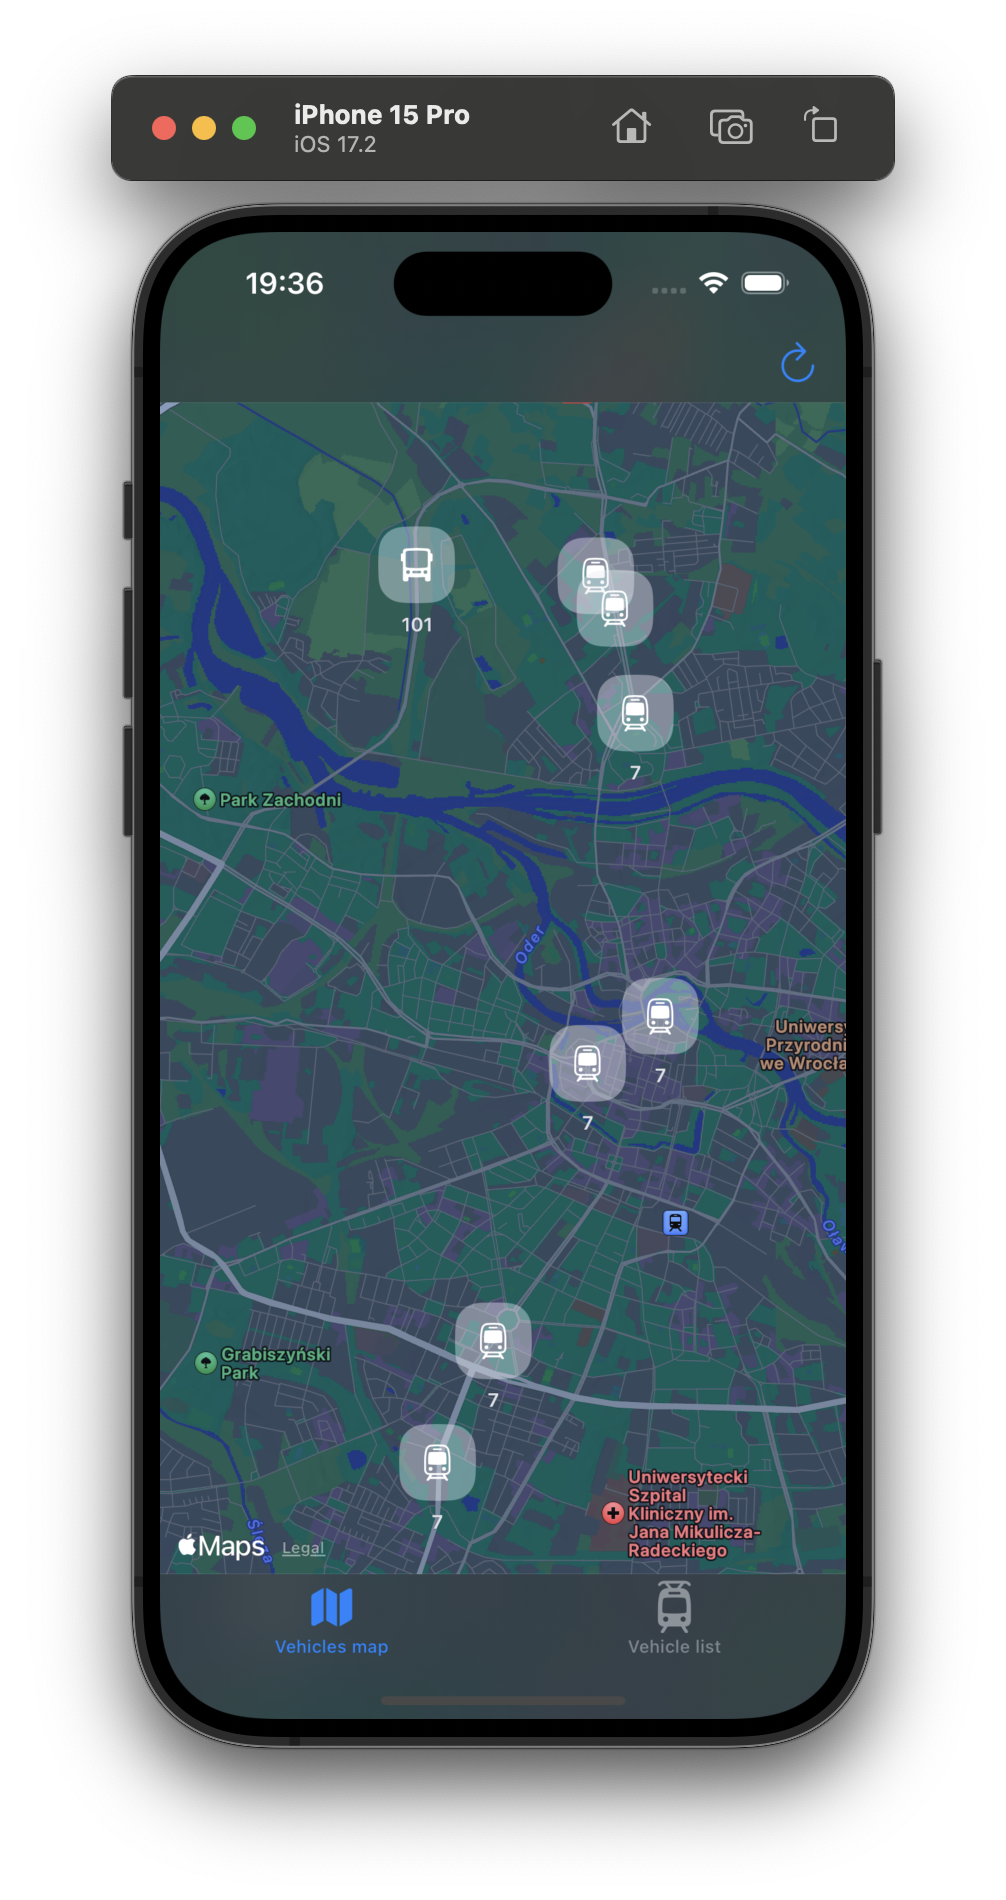 iPhone 15 Pro
iOS 17.2
19:36
101
7
Park Zachodni
Oder
Uniwersy
Przyrodni
we Wrocła
7
7
Oław
7
Grabiszyński
Park
Uniwersytecki
Szpital
Kliniczny im.
Jana Mikulicza-
Radeckiego
7
Ślęza
Maps
Legal
Vehicles map
Vehicle list